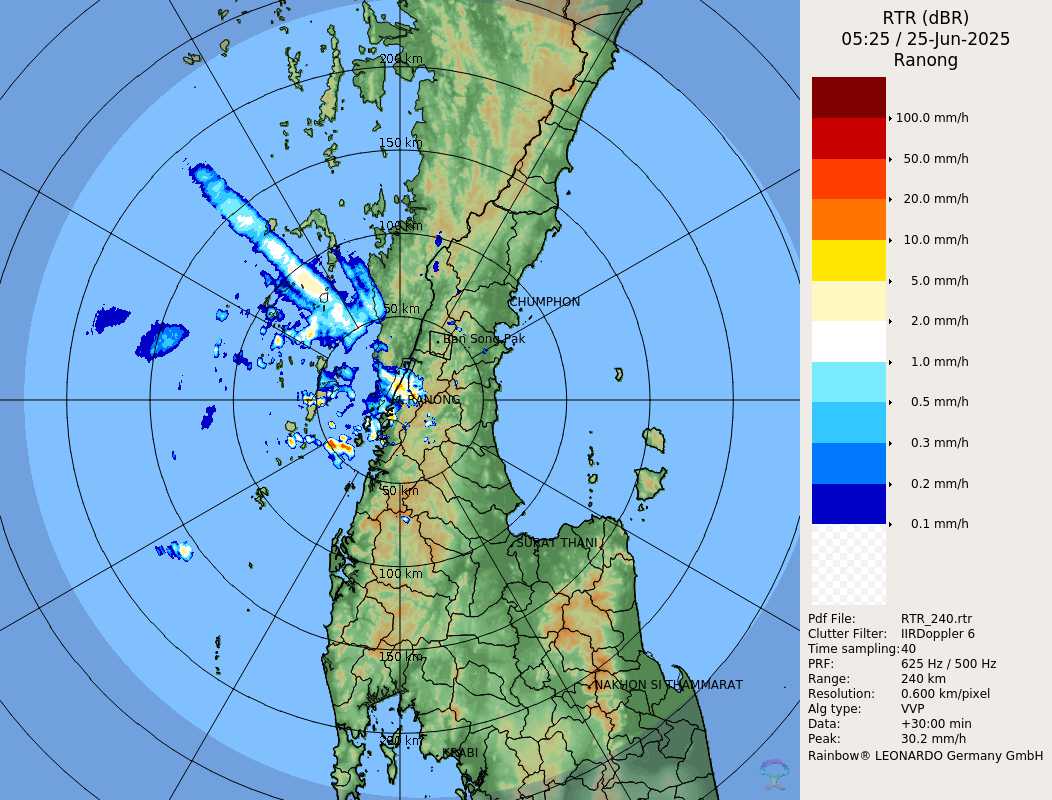 RTR (dBR)
05:25 / 25-Jun-2025
Ranong
100.0 mm/h
50.0 mm/h
20.0 mm/h
10.0 mm/h
5.0 mm/h
2.0 mm/h
1.0 mm/h
0.5 mm/h
0.3 mm/h
0.2 mm/h
0.1 mm/h
Pdf File: RTR_240.rtr
Clutter Filter: IIRDoppler 6
Time sampling: 40
PRF: 625 Hz / 500 Hz
Range: 240 km
Resolution: 0.600 km/pixel
Alg type: VVP
Data: +30:00 min
Peak: 30.2 mm/h
Rainbow® LEONARDO Germany GmbH
200 km
150 km
100 km
50 km
CHUMPHON
Ban Song Pak
RANONG
50 km
SURAT THANI
100 km
150 km
NAKHON SI THAMMARAT
200 km
KRABI